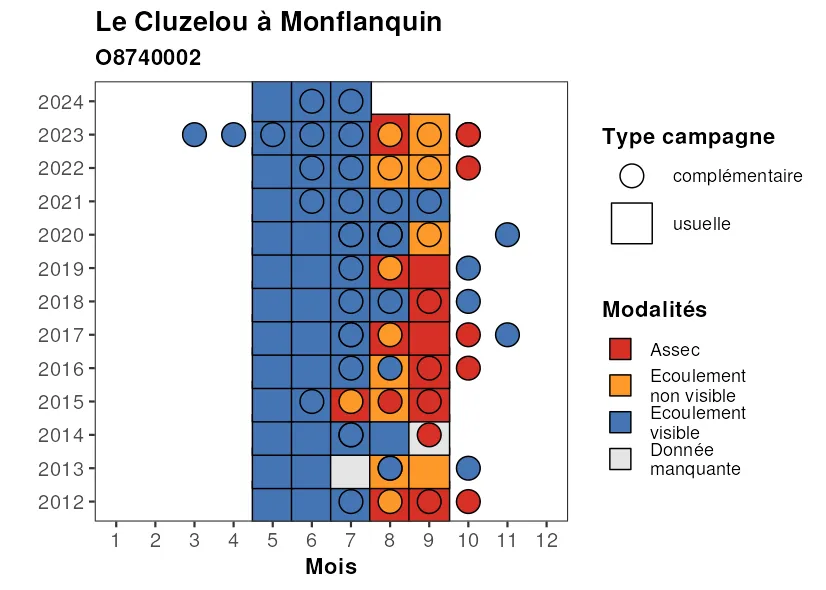 Le Cluzelou à Monflanquin
O8740002
2024
2023
2022
2021
2020
2019
2018
2017
2016
2015
2014
2013
2012
1 2 3 4 5 6 7 8 9 10 11 12
Mois
Type campagne
complémentaire
usuelle
Modalités
Assec
Ecoulement
non visible
Ecoulement
visible
Donnée
manquante